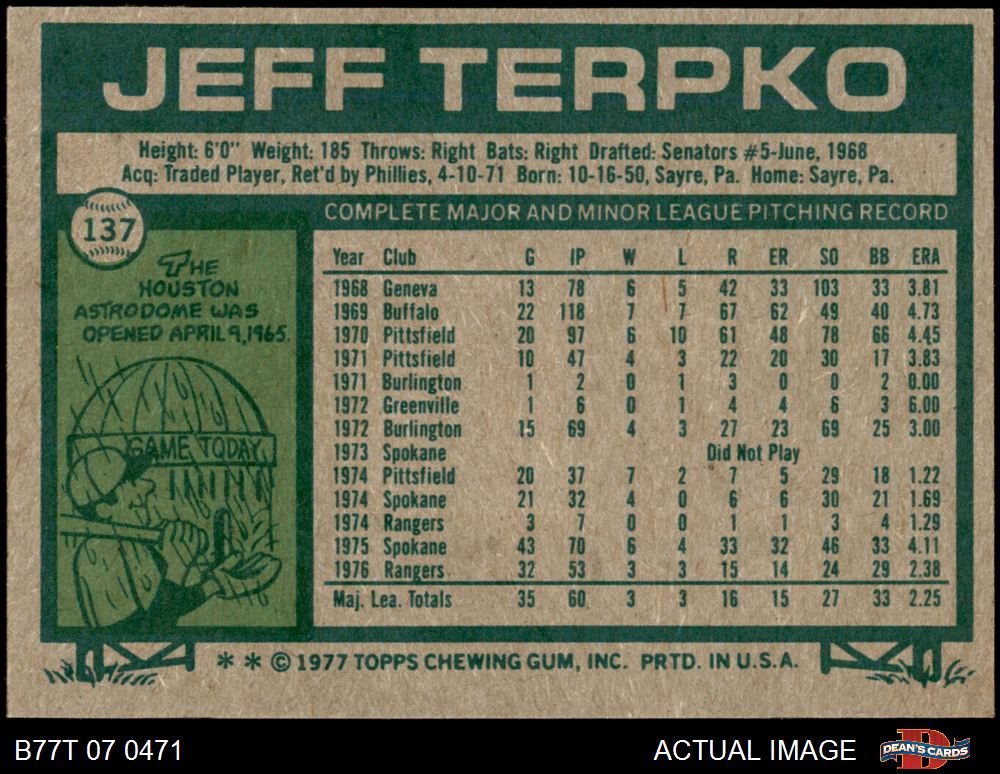 JEFF TERPKO
Height: 6'0" Weight: 185 Throws: Right Bats: Right Drafted: Senators #5-June, 1968
Acq: Traded Player, Ret'd by Phillies, 4-10-71 Born: 10-16-50, Sayre, Pa. Home: Sayre, Pa.
137
THE
HOUSTON
ASTRODOME WAS
OPENED APRIL 9, 1965.
GAME TODAY
COMPLETE MAJOR AND MINOR LEAGUE PITCHING RECORD
Year Club G IP W L R ER SO BB ERA
1968 Geneva 13 78 6 5 42 33 103 33 3.81
1969 Buffalo 22 118 7 7 67 62 49 40 4.73
1970 Pittsfield 20 97 6 10 61 48 78 66 4.45
1971 Pittsfield 10 47 4 3 22 20 30 17 3.83
1971 Burlington 1 2 0 1 3 0 0 2 0.00
1972 Greenville 1 6 0 1 4 4 6 3 6.00
1972 Burlington 15 69 4 3 27 23 69 25 3.00
1973 Spokane Did Not Play
1974 Pittsfield 20 37 7 2 7 5 29 18 1.22
1974 Spokane 21 32 4 0 6 6 30 21 1.69
1974 Rangers 3 7 0 0 1 1 3 4 1.29
1975 Spokane 43 70 6 4 33 32 46 33 4.11
1976 Rangers 32 53 3 3 15 14 24 29 2.38
Maj. Lea. Totals 35 60 3 3 16 15 27 33 2.25
* * © 1977 TOPPS CHEWING GUM, INC. PRTD. IN U.S.A.
B77T 07 0471 ACTUAL IMAGE DEAN'S CARDS